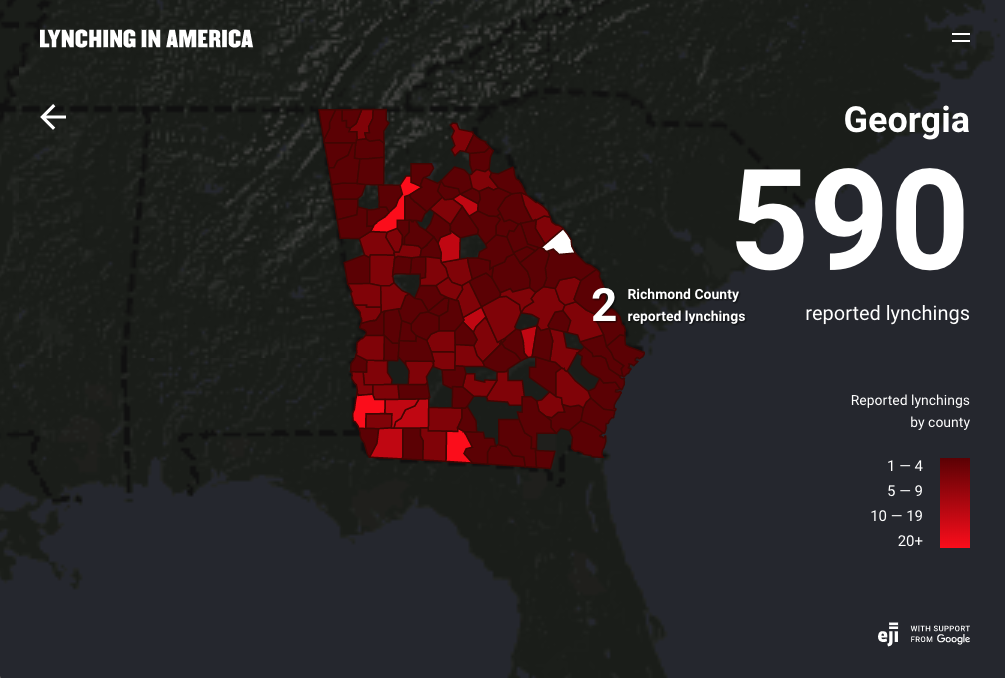 LYNCHING IN AMERICA
Georgia
590
reported lynchings
2
Richmond County
reported lynchings
Reported lynchings
by county
1 — 4
5 — 9
10 — 19
20+
eji
WITH SUPPORT
FROM Google